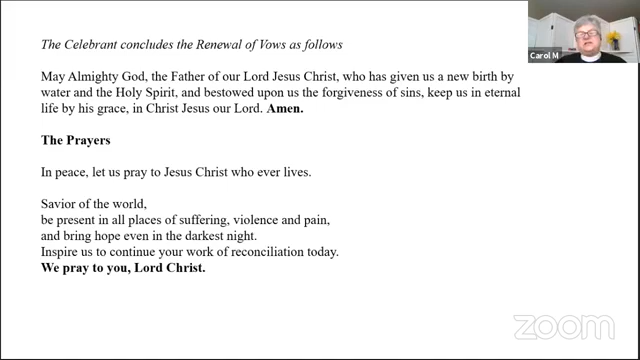 The Celebrant concludes the Renewal of Vows as follows
May Almighty God, the Father of our Lord Jesus Christ, who has given us a new birth by
water and the Holy Spirit, and bestowed upon us the forgiveness of sins, keep us in eternal
life by his grace, in Christ Jesus our Lord. Amen.
The Prayers
In peace, let us pray to Jesus Christ who ever lives.
Savior of the world,
be present in all places of suffering, violence and pain,
and bring hope even in the darkest night.
Inspire us to continue your work of reconciliation today.
We pray to you, Lord Christ.
Carol M
zoom